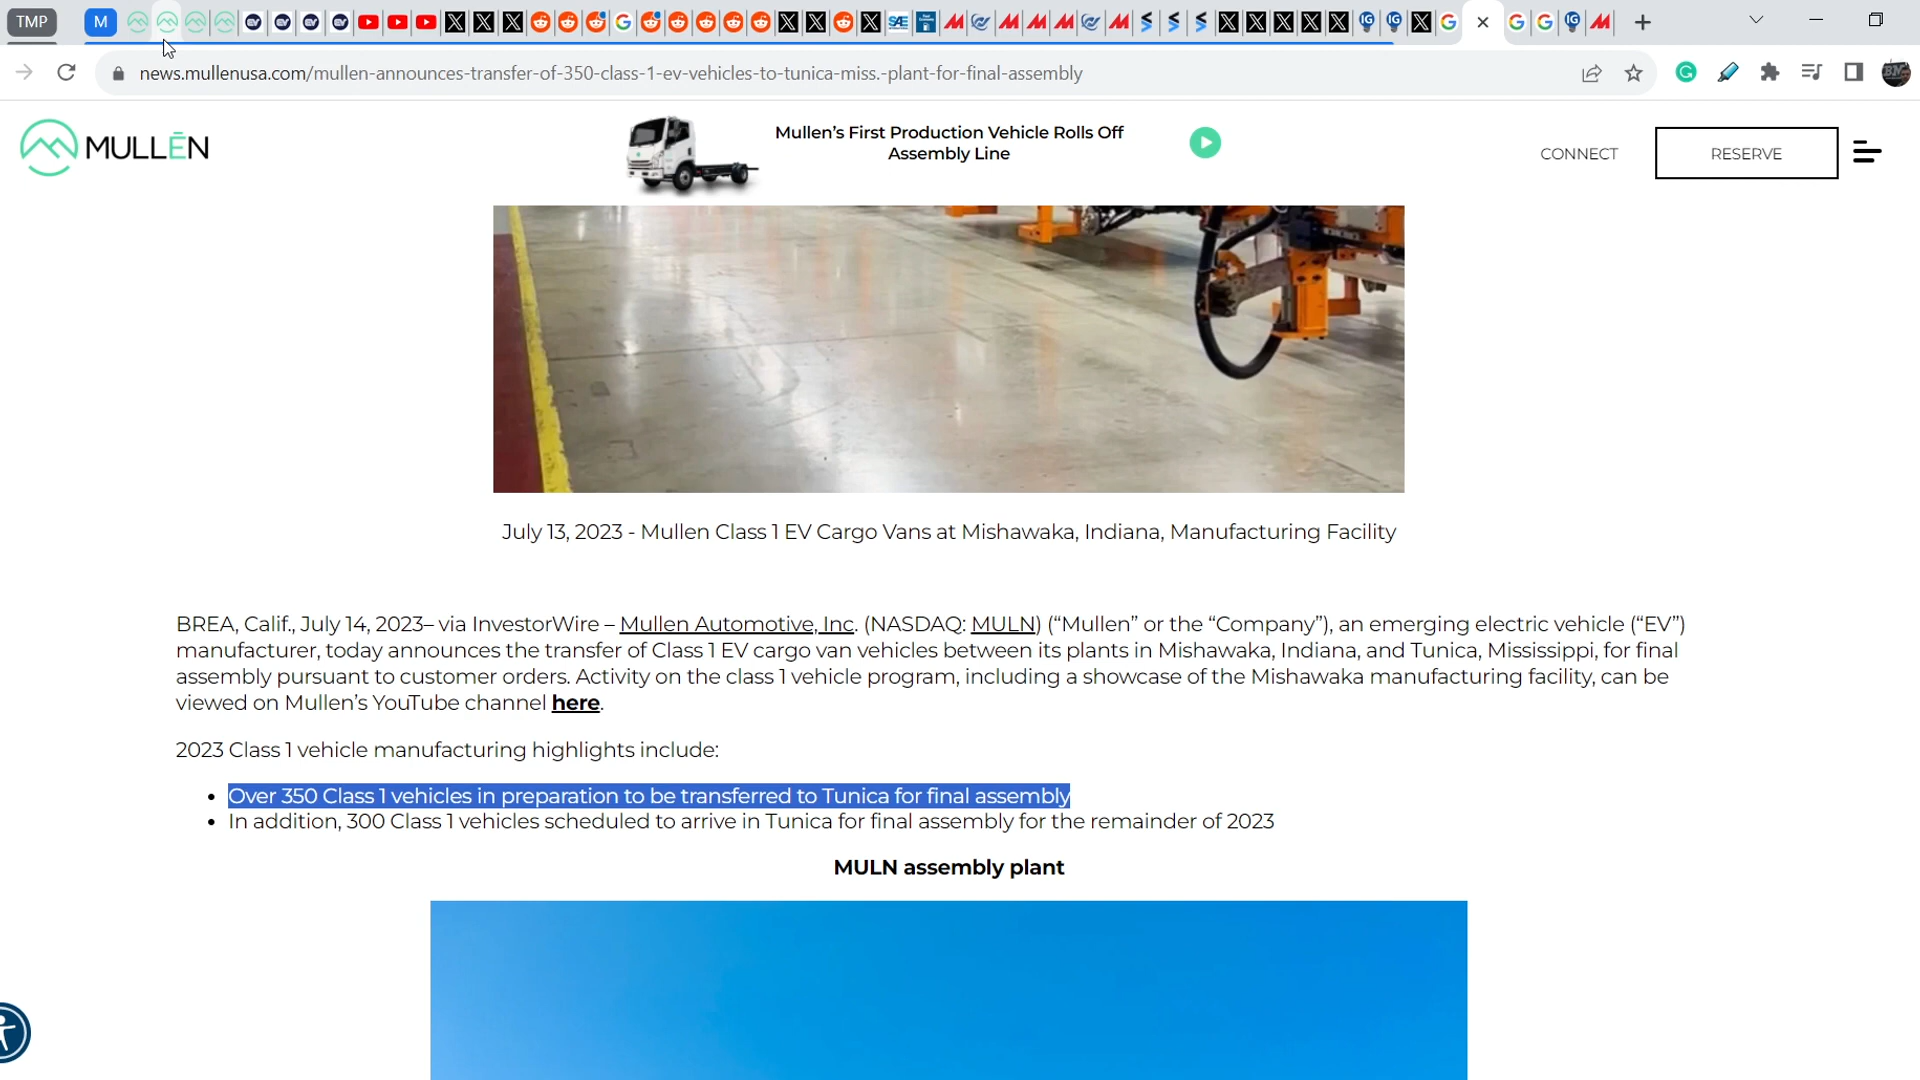 TMP
M
news.mullenusa.com/mullen-announces-transfer-of-350-class-1-ev-vehicles-to-tunica-miss.-plant-for-final-assembly
MULLĒN
Mullen’s First Production Vehicle Rolls Off
Assembly Line
CONNECT
RESERVE
July 13, 2023 - Mullen Class 1 EV Cargo Vans at Mishawaka, Indiana, Manufacturing Facility
BREA, Calif., July 14, 2023– via InvestorWire – Mullen Automotive, Inc. (NASDAQ: MULN) (“Mullen” or the “Company”), an emerging electric vehicle (“EV”)
manufacturer, today announces the transfer of Class 1 EV cargo van vehicles between its plants in Mishawaka, Indiana, and Tunica, Mississippi, for final
assembly pursuant to customer orders. Activity on the class 1 vehicle program, including a showcase of the Mishawaka manufacturing facility, can be
viewed on Mullen’s YouTube channel here.
2023 Class 1 vehicle manufacturing highlights include:
• Over 350 Class 1 vehicles in preparation to be transferred to Tunica for final assembly
• In addition, 300 Class 1 vehicles scheduled to arrive in Tunica for final assembly for the remainder of 2023
MULN assembly plant